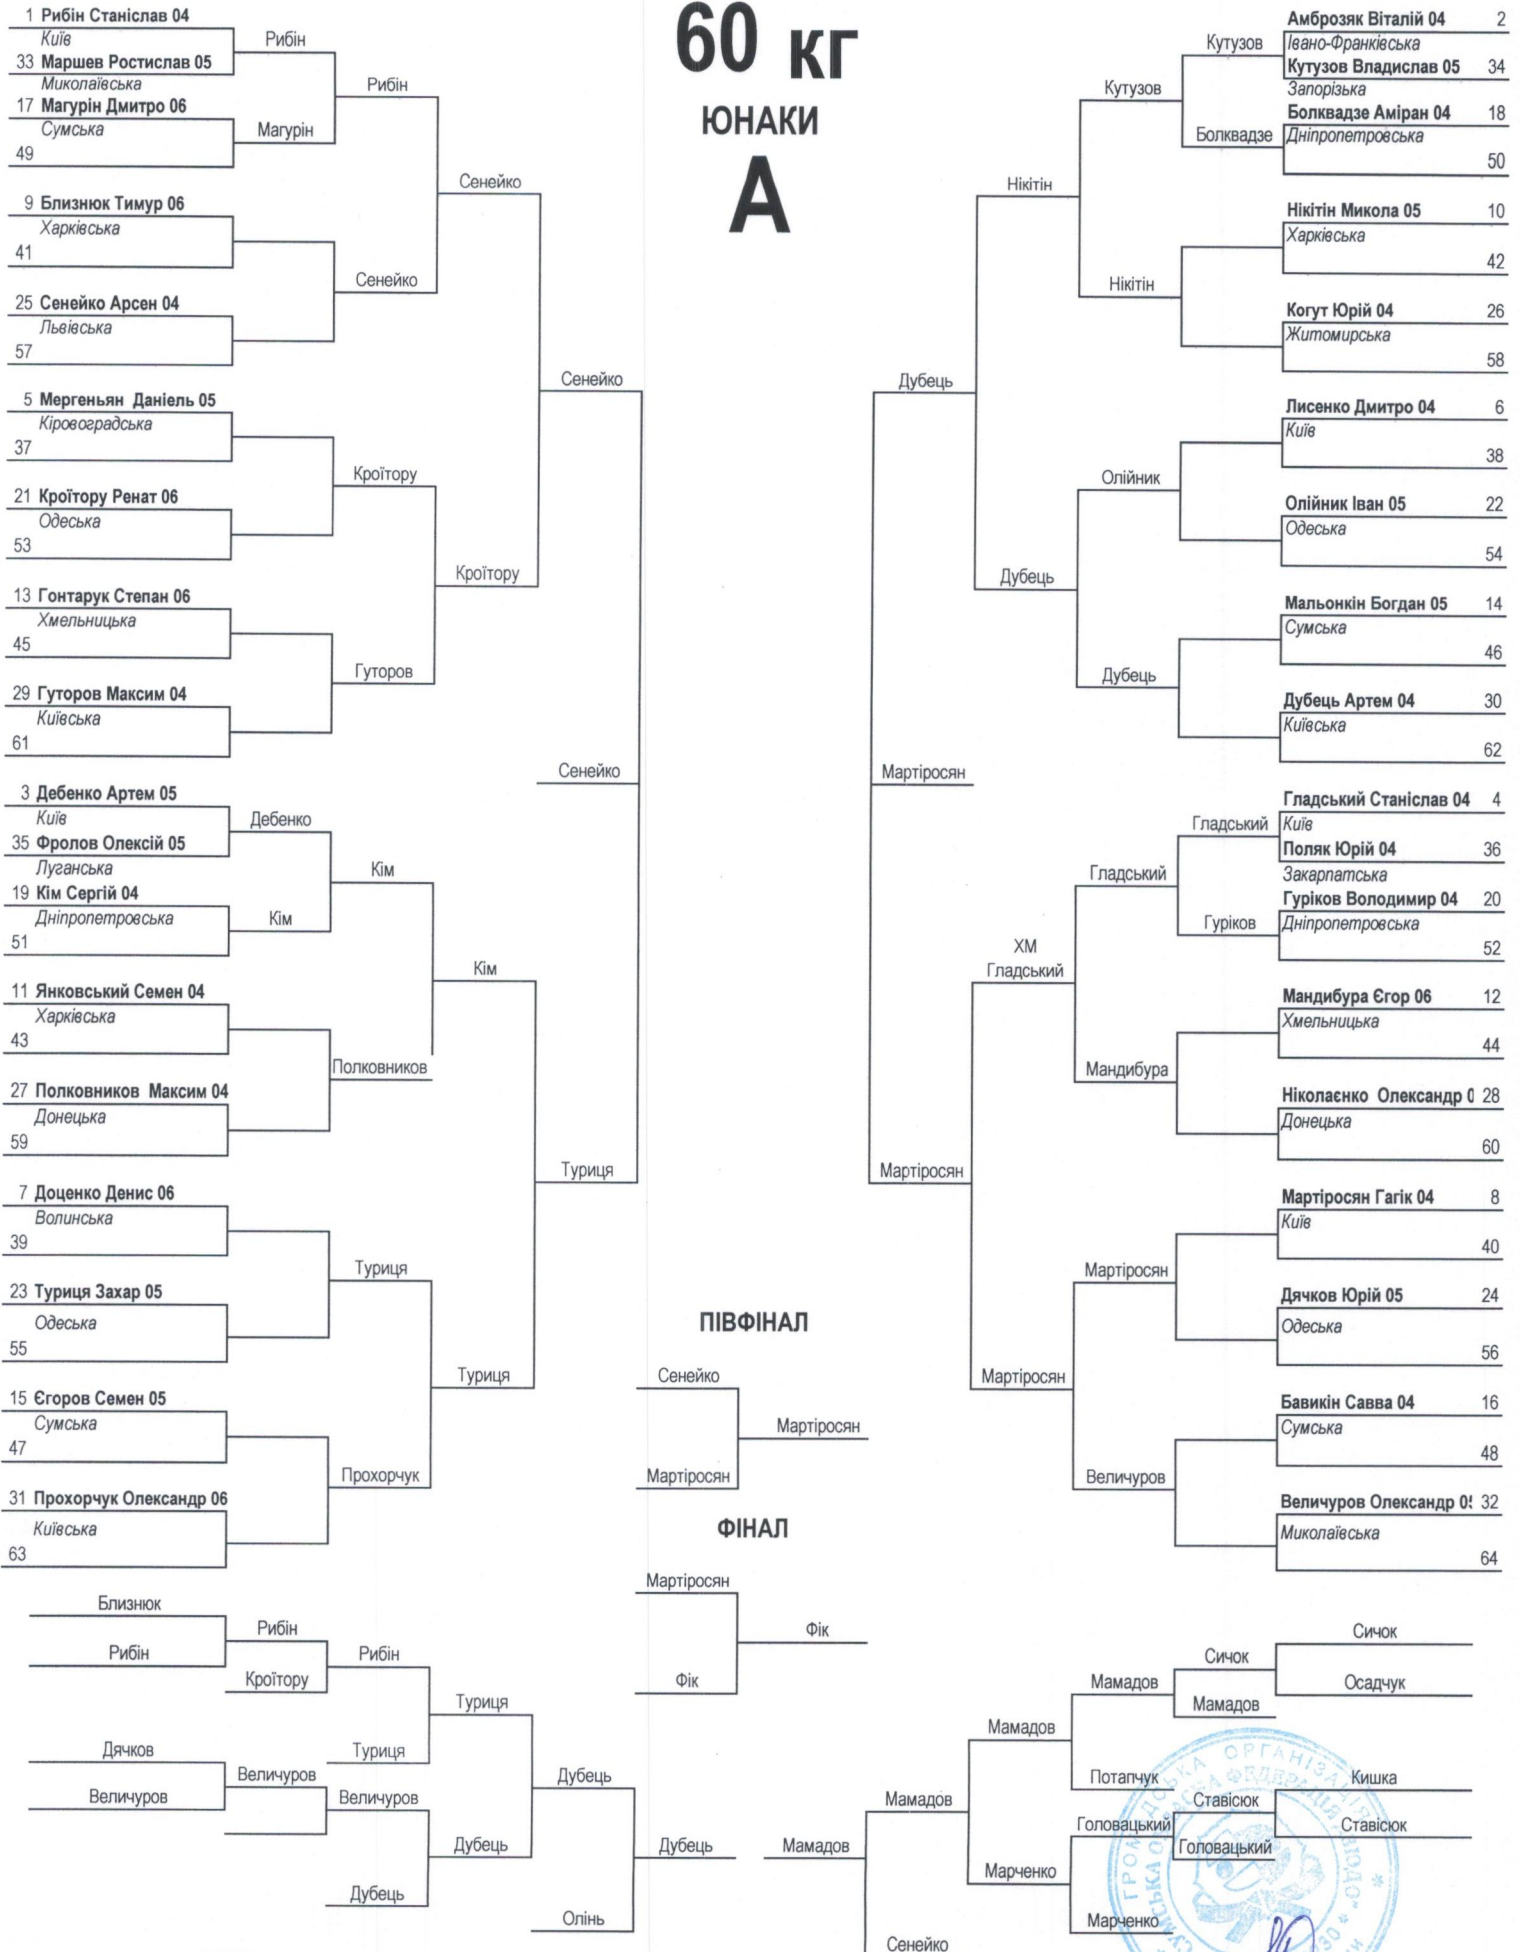 60 кг
ЮНАКИ
А
1 Рибін Станіслав 04
Київ
33 Маршев Ростислав 05
Миколаївська
17 Магурін Дмитро 06
Сумська
49
9 Близнюк Тимур 06
Харківська
41
25 Сенейко Арсен 04
Львівська
57
5 Мергеньян Даніель 05
Кіровоградська
37
21 Кроїтору Ренат 06
Одеська
53
13 Гонтарук Степан 06
Хмельницька
45
29 Гуторов Максим 04
Київська
61
3 Дебенко Артем 05
Київ
35 Фролов Олексій 05
Луганська
19 Кім Сергій 04
Дніпропетровська
51
11 Янковський Семен 04
Харківська
43
27 Полковников Максим 04
Донецька
59
7 Доценко Денис 06
Волинська
39
23 Туриця Захар 05
Одеська
55
15 Єгоров Семен 05
Сумська
47
31 Прохорчук Олександр 06
Київська
63
Рибін
Магурін
Дебенко
Кім
Рибін
Сенейко
Кроїтору
Гуторов
Кім
Полковников
Туриця
Прохорчук
Сенейко
Кроїтору
Кім
Туриця
Сенейко
Туриця
Сенейко
Амброзяк Віталій 04 2
Івано-Франківська
Кутузов Владислав 05 34
Запорізька
Болквадзе Аміран 04 18
Дніпропетровська
50
Нікітін Микола 05 10
Харківська
42
Когут Юрій 04 26
Житомирська
58
Лисенко Дмитро 04 6
Київ
38
Олійник Іван 05 22
Одеська
54
Мальонкін Богдан 05 14
Сумська
46
Дубець Артем 04 30
Київська
62
Гладський Станіслав 04 4
Київ
Поляк Юрій 04 36
Закарпатська
Гуріков Володимир 04 20
Дніпропетровська
52
Мандибура Єгор 06 12
Хмельницька
44
Ніколаєнко Олександр 0 28
Донецька
60
Мартіросян Гагік 04 8
Київ
40
Дячков Юрій 05 24
Одеська
56
Бавикін Савва 04 16
Сумська
48
Величуров Олександр 05 32
Миколаївська
64
Кутузов
Болквадзе
Гладський
Гуріков
Кутузов
Нікітін
Олійник
Дубець
Гладський
Мандибура
Мартіросян
Величуров
Нікітін
Дубець
ХМ
Гладський
Мартіросян
Дубець
Мартіросян
Мартіросян
ПІВФІНАЛ
Сенейко
Мартіросян
Мартіросян
ФІНАЛ
Мартіросян
Фік
Фік
Близнюк
Рибін
Рибін
Кроїтору
Рибін
Туриця
Туриця
Дячков
Величуров
Величуров
Величуров
Дубець
Дубець
Дубець
Олінь
Дубець
Сичок
Осадчук
Сичок
Мамадов
Мамадов
Потапчук
Мамадов
Кишка
Ставісюк
Ставісюк
Головацький
Головацький
Марченко
Марченко
Мамадов
Мамадов
Сенейко